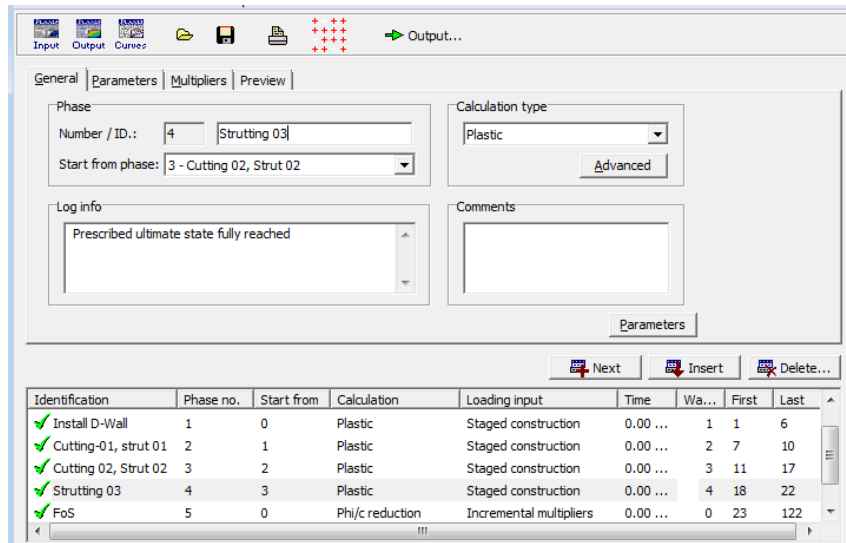 Input Output Curves Output...
General Parameters Multipliers Preview
Phase
Number / ID.: 4 Strutting 03
Start from phase: 3 - Cutting 02, Strut 02
Calculation type
Plastic
Advanced
Log info
Prescribed ultimate state fully reached
Comments
Parameters
Next Insert Delete...
Identification Phase no. Start from Calculation Loading input Time Wa... First Last
Install D-Wall 1 0 Plastic Staged construction 0.00 ... 1 1 6
Cutting-01, strut 01 2 1 Plastic Staged construction 0.00 ... 2 7 10
Cutting 02, Strut 02 3 2 Plastic Staged construction 0.00 ... 3 11 17
Strutting 03 4 3 Plastic Staged construction 0.00 ... 4 18 22
FoS 5 0 Phi/c reduction Incremental multipliers 0.00 ... 0 23 122